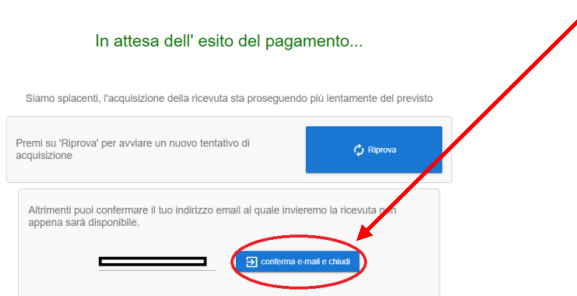 In attesa dell' esito del pagamento...
Siamo spiacenti, l'acquisizione della ricevuta sta proseguendo più lentamente del previsto
Premi su 'Riprova' per avviare un nuovo tentativo di
acquisizione
Riprova
Altrimenti puoi confermare il tuo indirizzo email al quale invieremo la ricevuta non
appena sarà disponibile.
conferma e-mail e chiudi